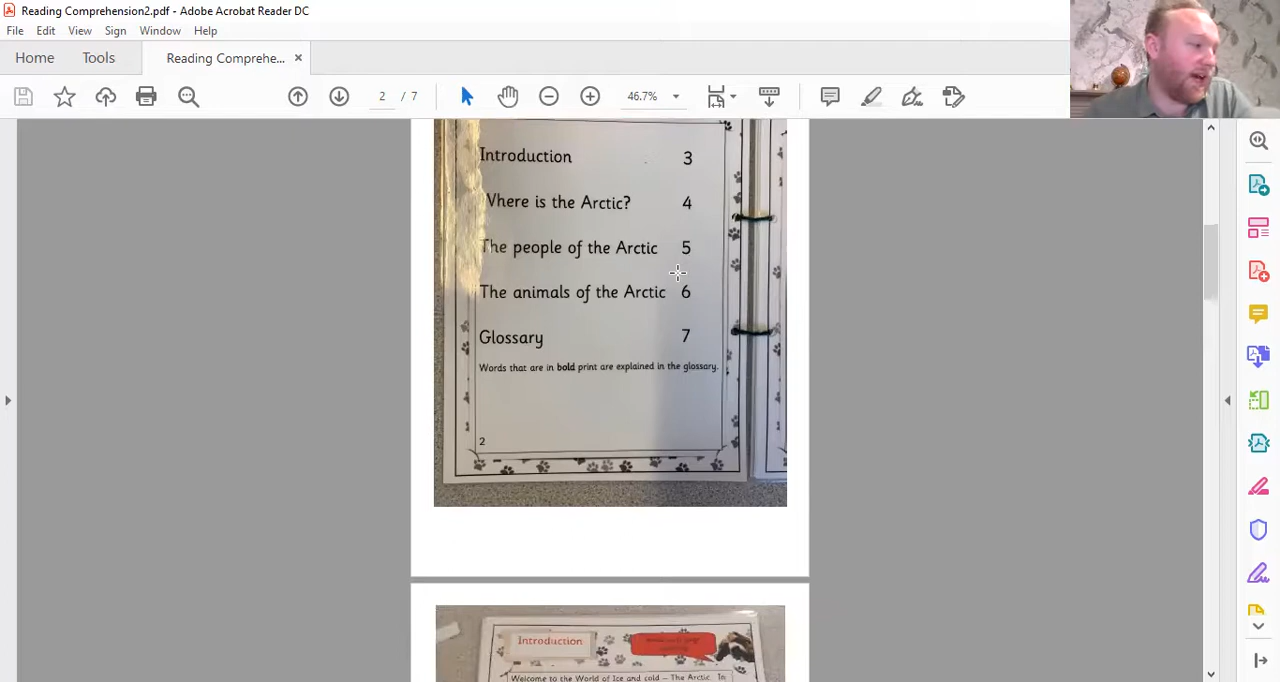 Reading Comprehension2.pdf - Adobe Acrobat Reader DC
File Edit View Sign Window Help
Home Tools Reading Comprehe... ×
2 / 7 46.7%
Introduction 3
Where is the Arctic? 4
The people of the Arctic 5
The animals of the Arctic 6
Glossary 7
Words that are in bold print are explained in the glossary.
2
Introduction
Welcome to the World of Ice and cold – The Arctic. In